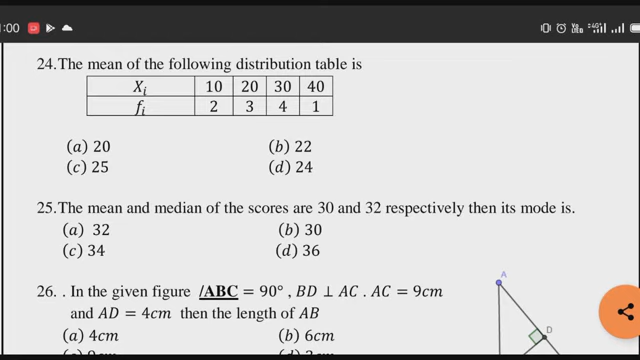 :00
24.The mean of the following distribution table is
Xᵢ 10 20 30 40
fᵢ 2 3 4 1
(a) 20 (b) 22
(c) 25 (d) 24
25.The mean and median of the scores are 30 and 32 respectively then its mode is.
(a) 32 (b) 30
(c) 34 (d) 36
26. . In the given figure /ABC = 90° , BD ⊥ AC . AC = 9cm
and AD = 4cm then the length of AB
(a) 4cm (b) 6cm
A
D